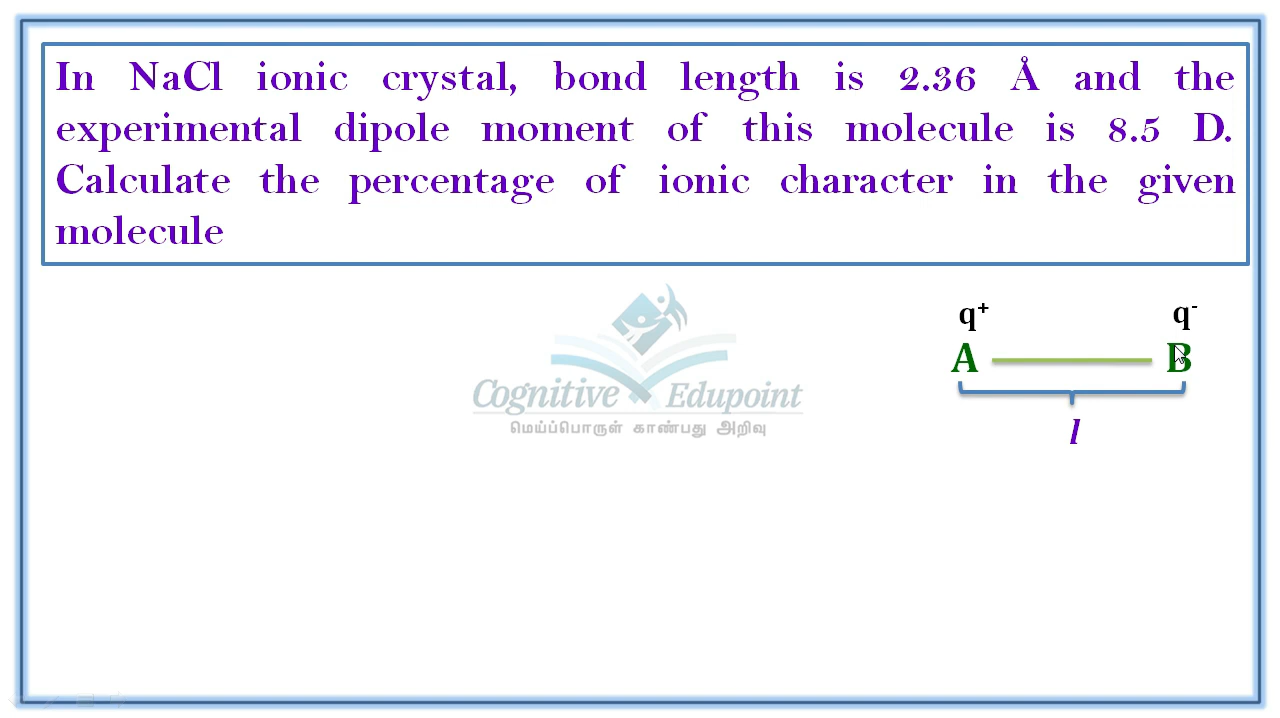 In NaCl ionic crystal, bond length is 2.36 Å and the
experimental dipole moment of this molecule is 8.5 D.
Calculate the percentage of ionic character in the given
molecule
q⁺ q⁻
A B
l
Cognitive Edupoint
மெய்ப்பொருள் காண்பது அறிவு